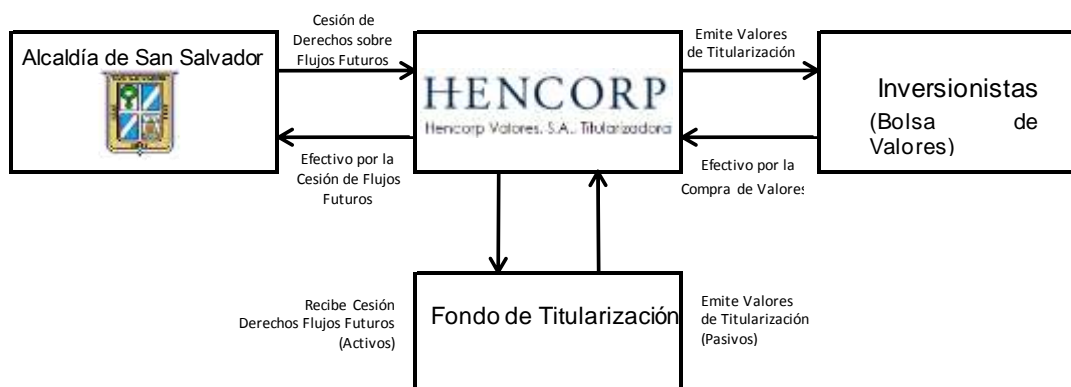 Alcaldía de San Salvador
Cesión de
Derechos sobre
Flujos Futuros
Efectivo por la
Cesión de Flujos
Futuros
HENCORP
Hencorp Valores, S.A., Titularizadora
Emite Valores
de Titularización
Efectivo por la
Compra de Valores
Inversionistas
(Bolsa de
Valores)
Recibe Cesión
Derechos Flujos Futuros
(Activos)
Fondo de Titularización
Emite Valores
de Titularización
(Pasivos)